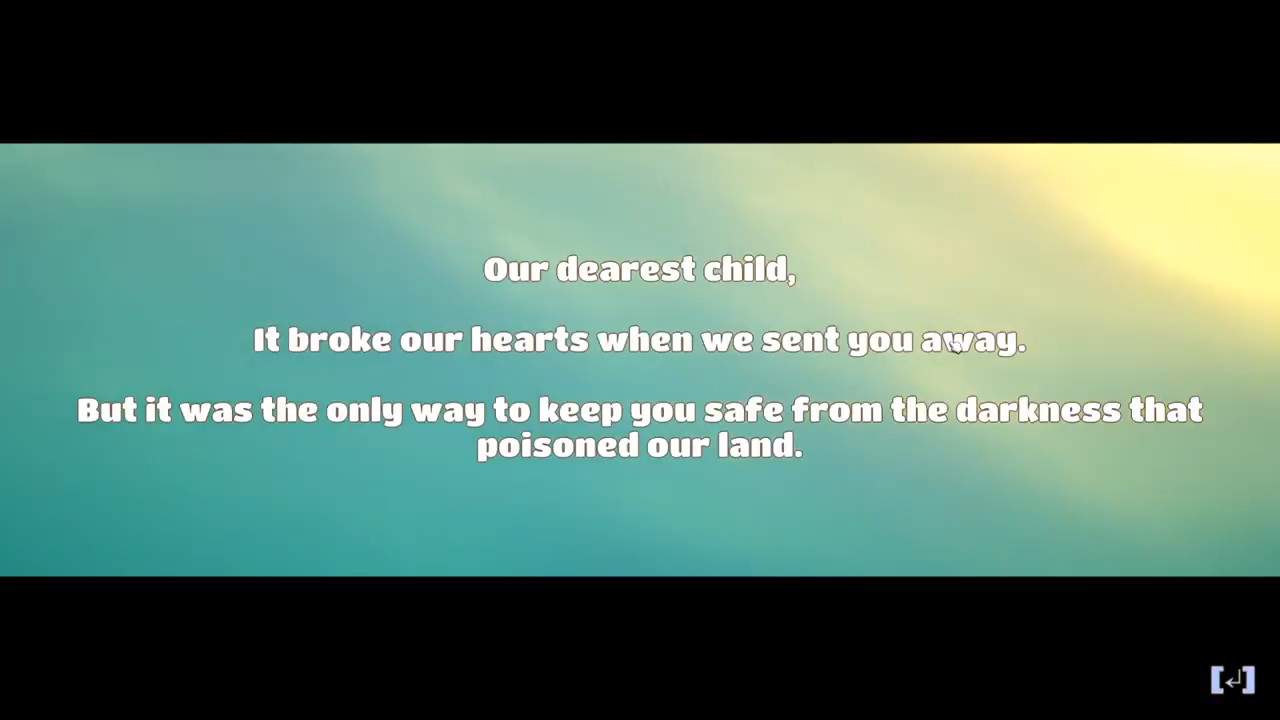 Our dearest child,
It broke our hearts when we sent you away.
But it was the only way to keep you safe from the darkness that
poisoned our land.
[↵]